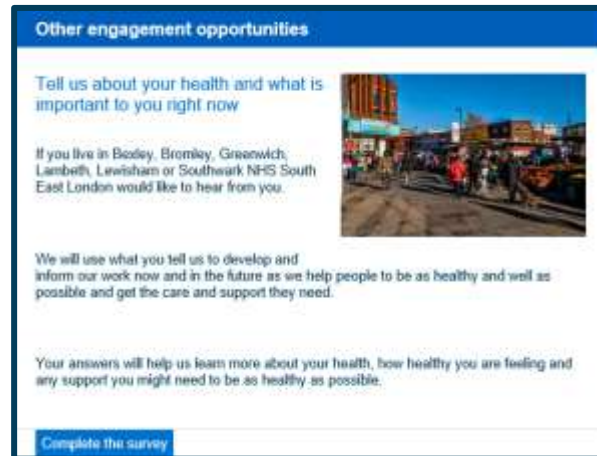 Other engagement opportunities
Tell us about your health and what is
important to you right now
If you live in Bexley, Bromley, Greenwich,
Lambeth, Lewisham or Southwark NHS South
East London would like to hear from you.
We will use what you tell us to develop and
inform our work now and in the future as we help people to be as healthy and well as
possible and get the care and support they need.
Your answers will help us learn more about your health, how healthy you are feeling and
any support you might need to be as healthy as possible.
Complete the survey